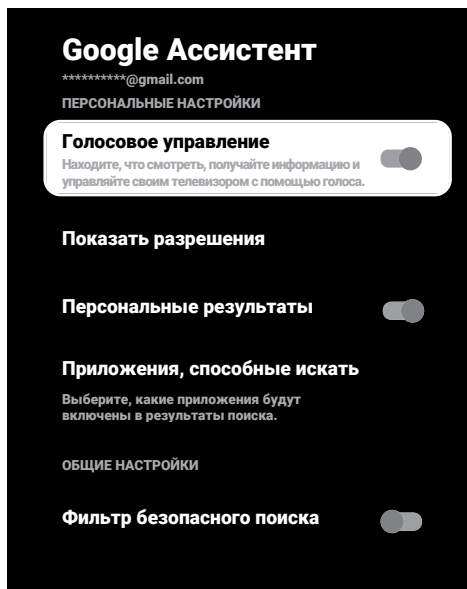 Google Ассистент
**********@gmail.com
ПЕРСОНАЛЬНЫЕ НАСТРОЙКИ
Голосовое управление
Находите, что смотреть, получайте информацию и
управляйте своим телевизором с помощью голоса.
Показать разрешения
Персональные результаты
Приложения, способные искать
Выберите, какие приложения будут
включены в результаты поиска.
ОБЩИЕ НАСТРОЙКИ
Фильтр безопасного поиска